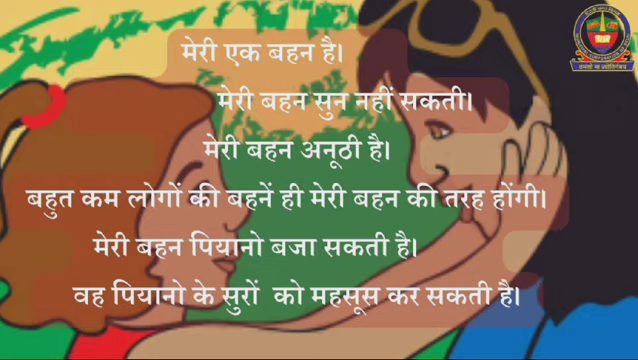 मेरी एक बहन है।
मेरी बहन सुन नहीं सकती।
मेरी बहन अनूठी है।
बहुत कम लोगों की बहनें ही मेरी बहन की तरह होंगी।
मेरी बहन पियानो बजा सकती है।
वह पियानो के सुरों को महसूस कर सकती है।